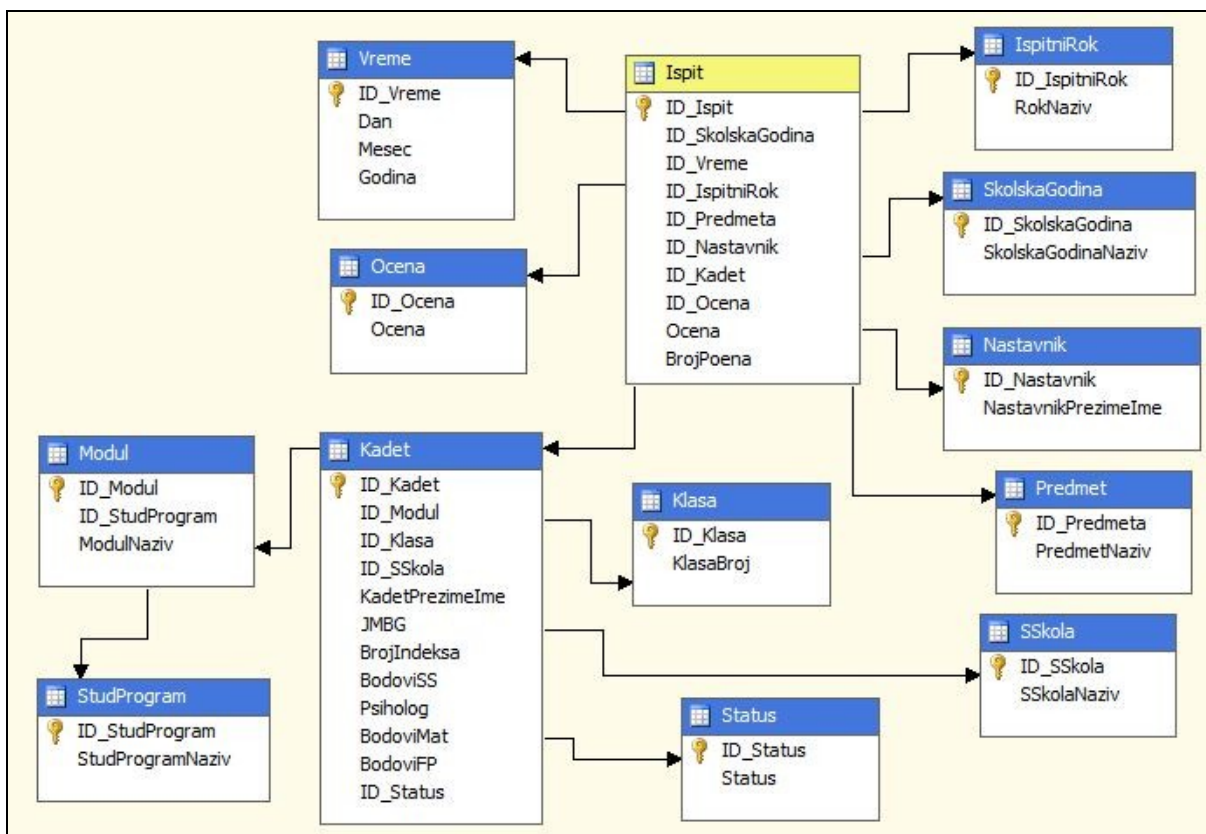 Vreme
ID_Vreme
Dan
Mesec
Godina
Ispit
ID_Ispit
ID_SkolskaGodina
ID_Vreme
ID_IspitniRok
ID_Predmeta
ID_Nastavnik
ID_Kadet
ID_Ocena
Ocena
BrojPoena
IspitniRok
ID_IspitniRok
RokNaziv
SkolskaGodina
ID_SkolskaGodina
SkolskaGodinaNaziv
Ocena
ID_Ocena
Ocena
Nastavnik
ID_Nastavnik
NastavnikPrezimeIme
Modul
ID_Modul
ID_StudProgram
ModulNaziv
Kadet
ID_Kadet
ID_Modul
ID_Klasa
ID_SSkola
KadetPrezimeIme
JMBG
BrojIndeksa
BodoviSS
Psiholog
BodoviMat
BodoviFP
ID_Status
Klasa
ID_Klasa
KlasaBroj
Predmet
ID_Predmeta
PredmetNaziv
SSkola
ID_SSkola
SSkolaNaziv
StudProgram
ID_StudProgram
StudProgramNaziv
Status
ID_Status
Status